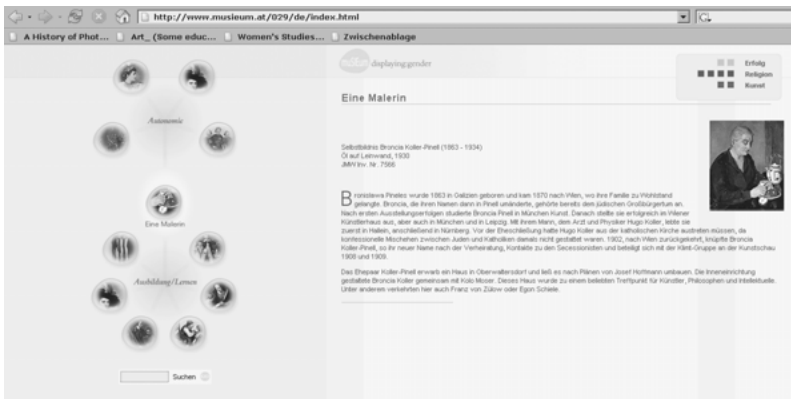 http://www.musieum.at/029/de/index.html
G.
A History of Phot...
Art_ (Some educ...
Women's Studies...
Zwischenablage
displaying:gender
Erfolg
Religion
Kunst
Eine Malerin
Autonomie
Selbstbildnis Broncia Koller-Pinell (1863 - 1934)
Öl auf Leinwand, 1930
JMW Inv. Nr. 7566
Bronislawa Pineles wurde 1863 in Galizien geboren und kam 1870 nach Wien, wo ihre Familie zu Wohlstand
gelangte. Broncia, die ihren Namen dann in Pinell umänderte, gehörte bereits dem jüdischen Großbürgertum an.
Nach ersten Ausstellungserfolgen studierte Broncia Pinell in München Kunst. Danach stellte sie erfolgreich im Wiener
Künstlerhaus aus, aber auch in München und in Leipzig. Mit ihrem Mann, dem Arzt und Physiker Hugo Koller, lebte sie
zuerst in Hallein, anschließend in Nürnberg. Vor der Eheschließung hatte Hugo Koller aus der katholischen Kirche austreten müssen, da
konfessionelle Mischehen zwischen Juden und Katholiken damals nicht gestattet waren. 1902, nach Wien zurückgekehrt, knüpfte Broncia
Koller-Pinell, so ihr neuer Name nach der Verheiratung, Kontakte zu den Secessionisten und beteiligt sich mit der Klimt-Gruppe an der Kunstschau
1908 und 1909.
Das Ehepaar Koller-Pinell erwarb ein Haus in Oberwaltersdorf und ließ es nach Plänen von Josef Hoffmann umbauen. Die Inneneinrichtung
gestaltete Broncia Koller gemeinsam mit Kolo Moser. Dieses Haus wurde zu einem beliebten Treffpunkt für Künstler, Philosophen und Intellektuelle.
Unter anderem verkehrten hier auch Franz von Zülow oder Egon Schiele.
Eine Malerin
Ausbildung/Lernen
Suchen